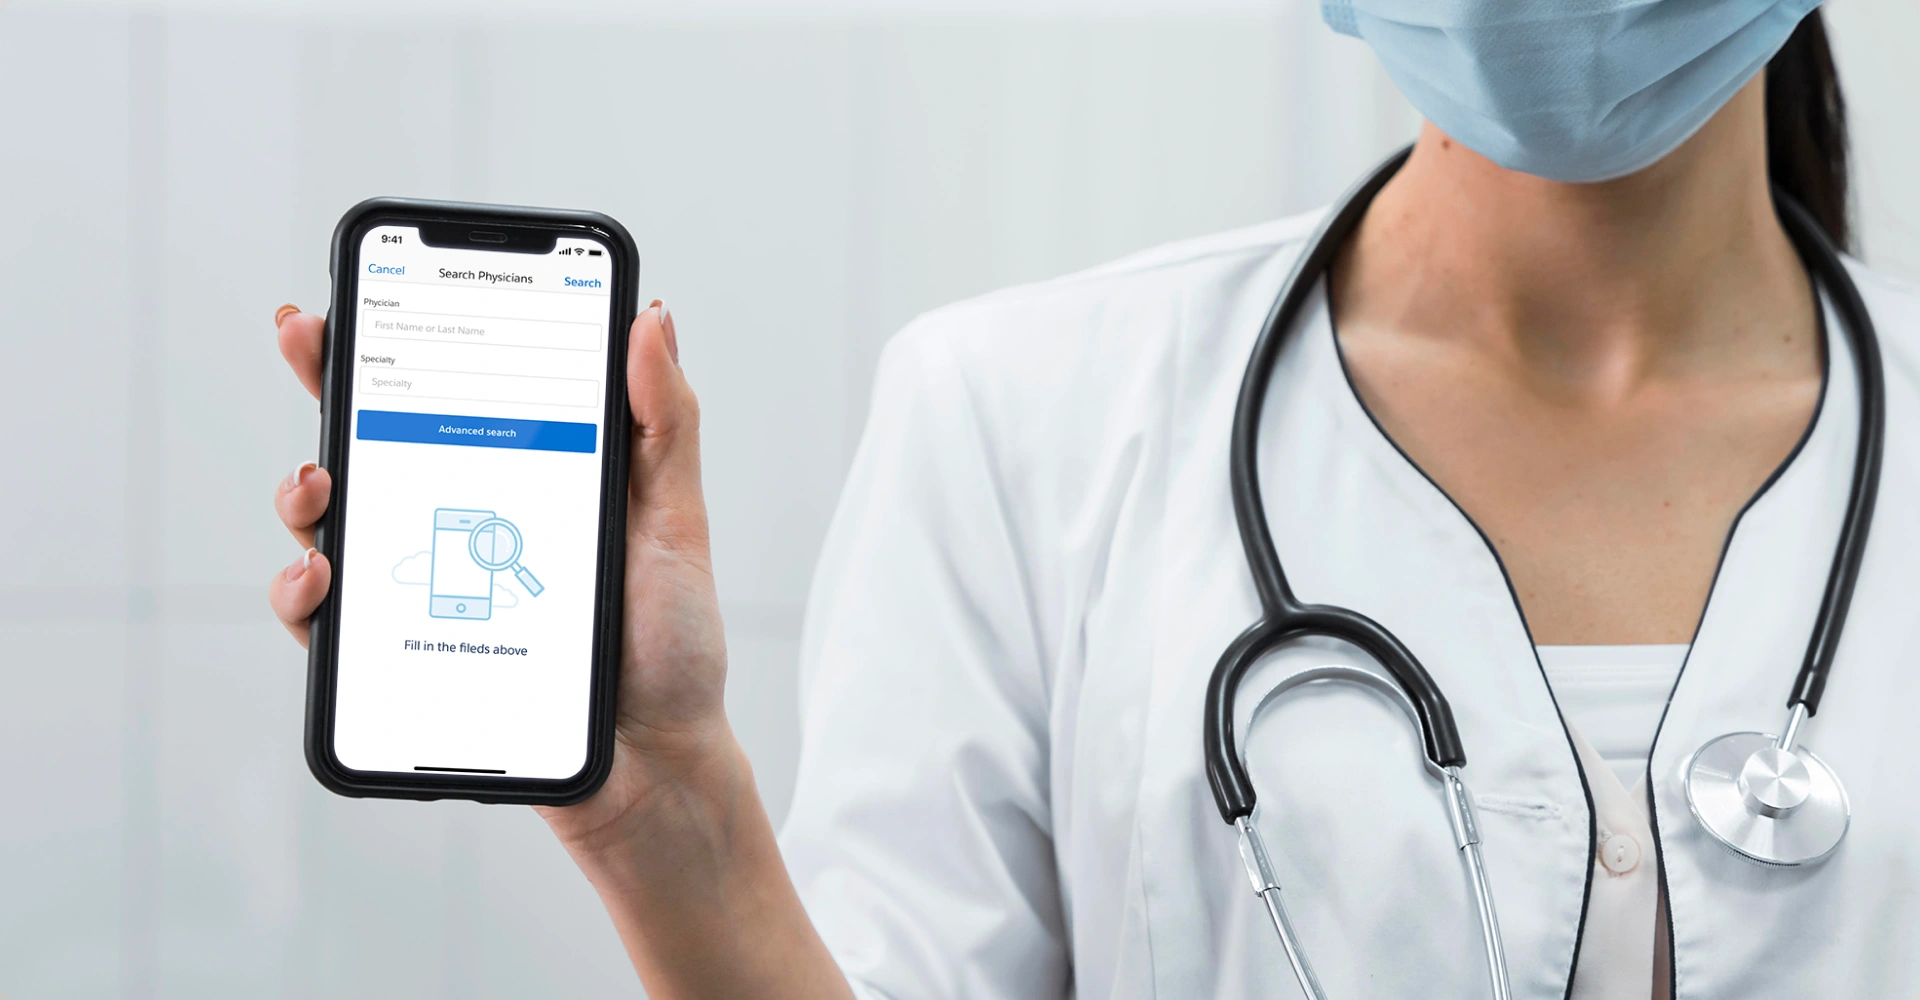 9:41
Cancel Search Physicians Search
Phycician
First Name or Last Name
Specialty
Specialty
Advanced search
Fill in the fileds above